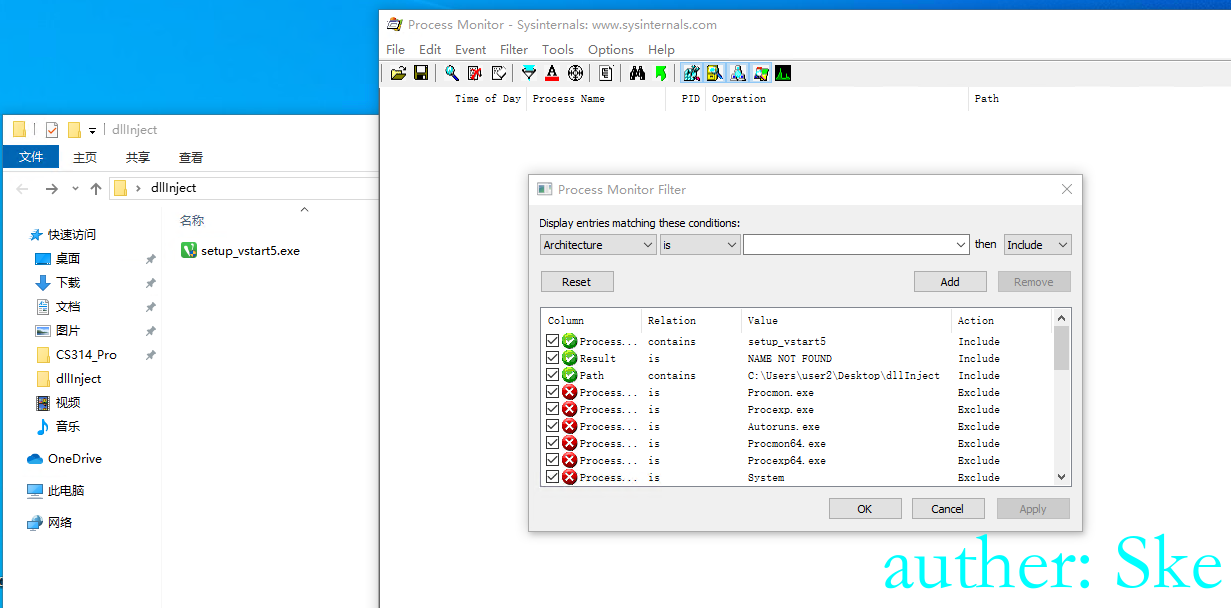 Process Monitor - Sysinternals: www.sysinternals.com
File Edit Event Filter Tools Options Help
Time of Day Process Name PID Operation Path
dllInject
文件 主页 共享 查看
dllInject
名称
setup_vstart5.exe
快速访问
桌面
下载
文档
图片
CS314_Pro
dllInject
视频
音乐
OneDrive
此电脑
网络
Process Monitor Filter
Display entries matching these conditions:
Architecture is then Include
Reset Add Remove
Column Relation Value Action
Process... contains setup_vstart5 Include
Result is NAME NOT FOUND Include
Path contains C:\Users\user2\Desktop\dllInject Include
Process... is Procmon.exe Exclude
Process... is Procexp.exe Exclude
Process... is Autoruns.exe Exclude
Process... is Procmon64.exe Exclude
Process... is Procexp64.exe Exclude
Process... is System Exclude
OK Cancel Apply
auther: Ske